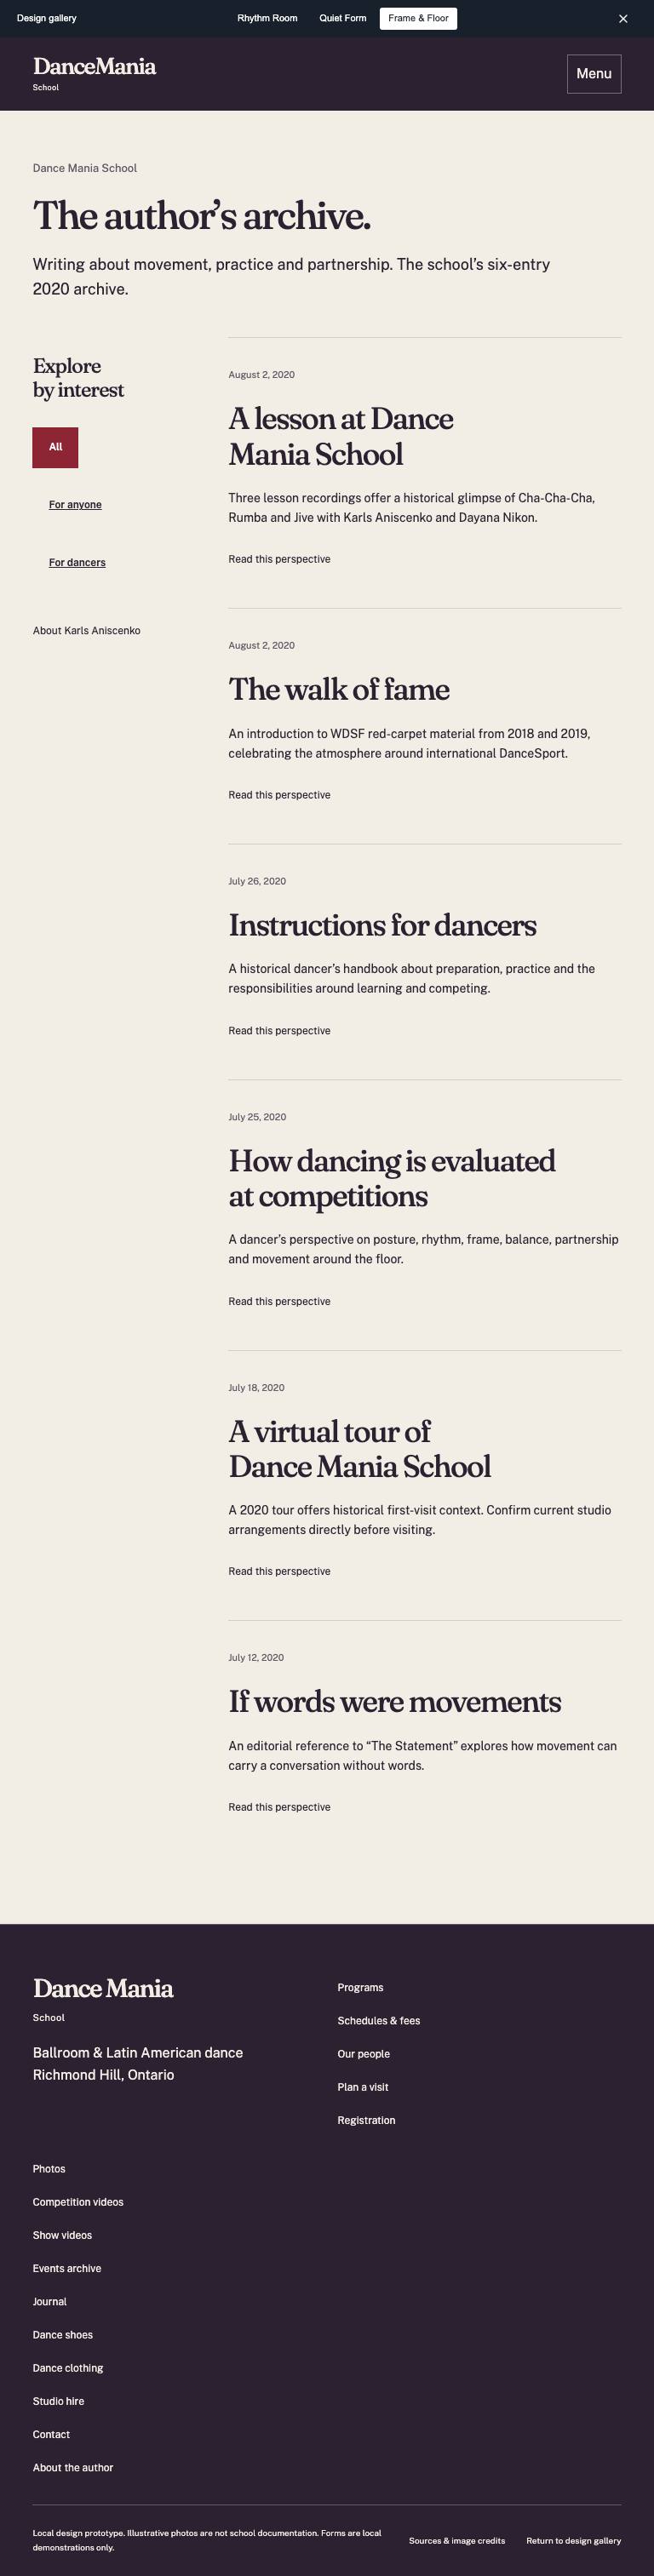 Design gallery
Rhythm Room
Quiet Form
Frame & Floor
×
DanceMania
School
Menu
Dance Mania School
The author’s archive.
Writing about movement, practice and partnership. The school’s six-entry
2020 archive.
Explore
by interest
All
For anyone
For dancers
About Karls Aniscenko
August 2, 2020
A lesson at Dance
Mania School
Three lesson recordings offer a historical glimpse of Cha-Cha-Cha,
Rumba and Jive with Karls Aniscenko and Dayana Nikon.
Read this perspective
August 2, 2020
The walk of fame
An introduction to WDSF red-carpet material from 2018 and 2019,
celebrating the atmosphere around international DanceSport.
Read this perspective
July 26, 2020
Instructions for dancers
A historical dancer’s handbook about preparation, practice and the
responsibilities around learning and competing.
Read this perspective
July 25, 2020
How dancing is evaluated
at competitions
A dancer’s perspective on posture, rhythm, frame, balance, partnership
and movement around the floor.
Read this perspective
July 18, 2020
A virtual tour of
Dance Mania School
A 2020 tour offers historical first-visit context. Confirm current studio
arrangements directly before visiting.
Read this perspective
July 12, 2020
If words were movements
An editorial reference to “The Statement” explores how movement can
carry a conversation without words.
Read this perspective
Dance Mania
School
Ballroom & Latin American dance
Richmond Hill, Ontario
Programs
Schedules & fees
Our people
Plan a visit
Registration
Photos
Competition videos
Show videos
Events archive
Journal
Dance shoes
Dance clothing
Studio hire
Contact
About the author
Local design prototype. Illustrative photos are not school documentation. Forms are local
demonstrations only.
Sources & image credits
Return to design gallery